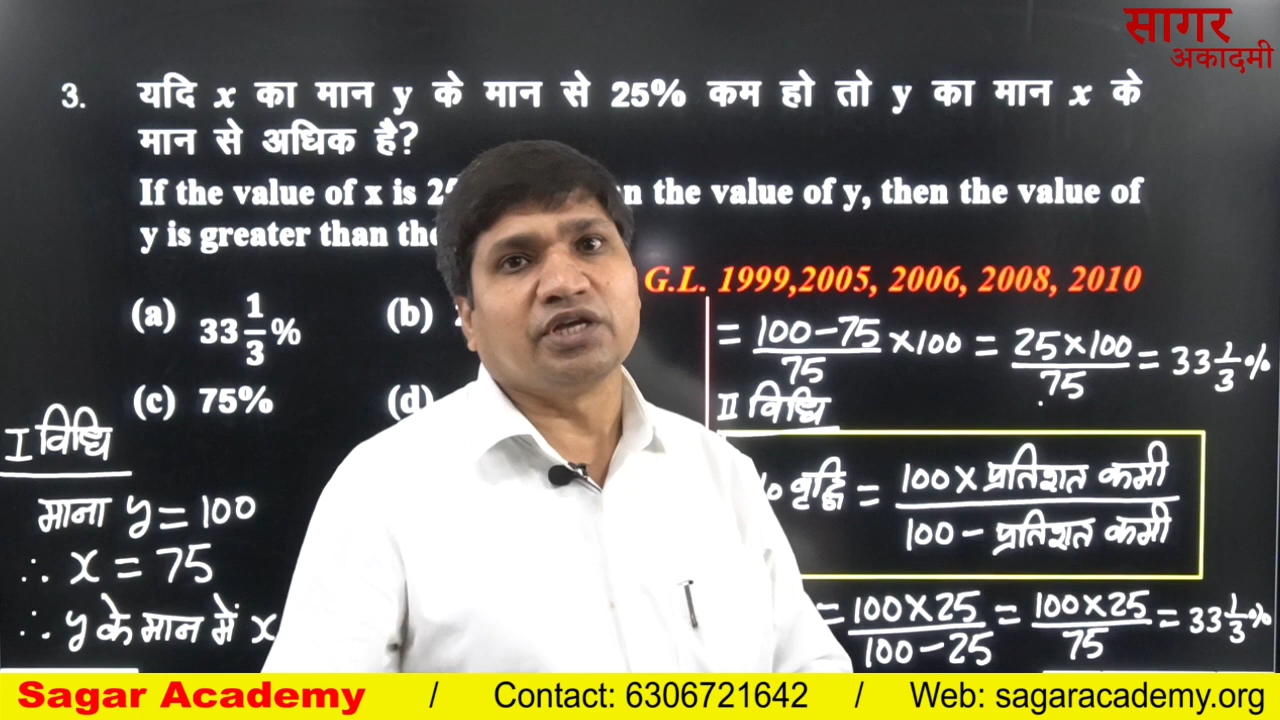 सागर
अकादमी
3. यदि x का मान y के मान से 25% कम हो तो y का मान x के
मान से अधिक है?
If the value of x is the value of y, then the value of
y is greater than
G.L. 1999,2005, 2006, 2008, 2010
(a) 33 1/3% (b)
(c) 75% (d)
= 100-75/75 × 100 = 25×100/75 = 33 1/3%
I विधि
माना y = 100
∴ x = 75
∴ y के मान में x
II विधि
% वृद्धि = 100 × प्रतिशत कमी / 100 - प्रतिशत कमी
= 100×25/100-25 = 100×25/75 = 33 1/3%
Sagar Academy / Contact: 6306721642 / Web: sagaracademy.org